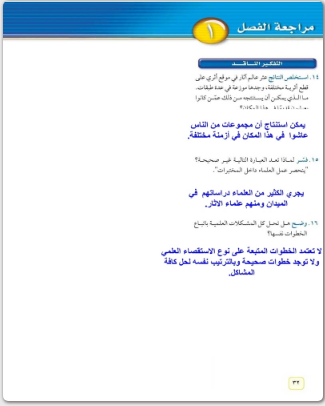 مراجعة الفصل ١
التفكير الناقد
١٤. استخلص النتائج عثر عالم آثار في موقع أثري على
قطع أثرية مختلفة، وجدها موزعة في عدة طبقات.
ما الذي يمكن أن يستنتجه من ذلك عمّن كانوا
يمكن استنتاج أن مجموعات من الناس
عاشوا في هذا المكان في أزمنة مختلفة.
١٥. فسّر لماذا تعد العبارة التالية غير صحيحة؟
"ينحصر عمل العلماء داخل المختبرات".
يجري الكثير من العلماء دراساتهم في
الميدان ومنهم علماء الآثار.
١٦. وضح هل تحل كل المشكلات العلمية باتباع
الخطوات نفسها؟
لا تعتمد الخطوات المتبعة على نوع الاستقصاء العلمي
ولا توجد خطوات صحيحة وبالترتيب نفسه لحل كافة
المشاكل.
٣٢